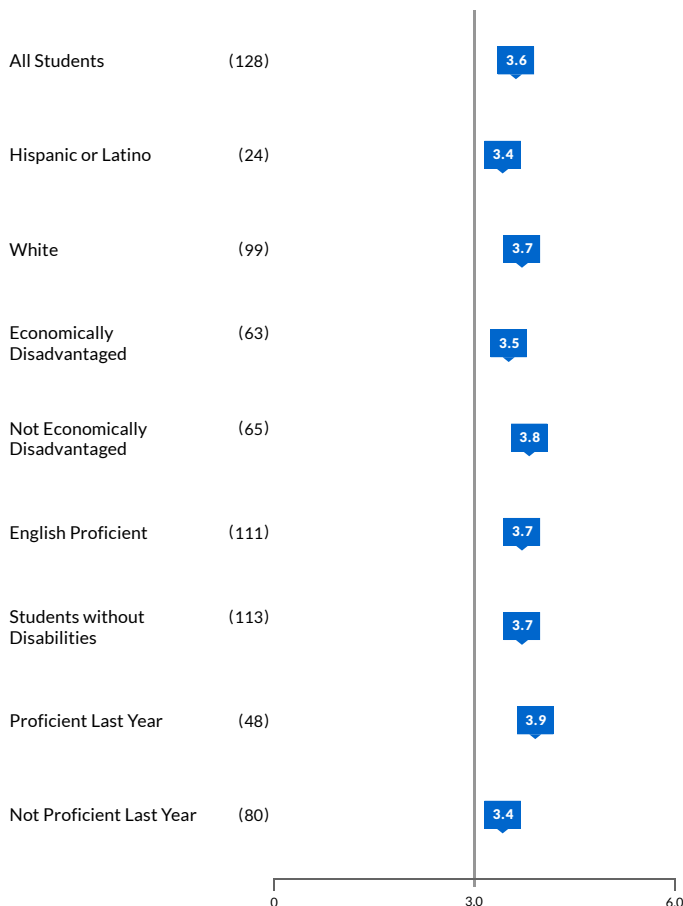 All Students (128) 3.6
Hispanic or Latino (24) 3.4
White (99) 3.7
Economically
Disadvantaged (63) 3.5
Not Economically
Disadvantaged (65) 3.8
English Proficient (111) 3.7
Students without
Disabilities (113) 3.7
Proficient Last Year (48) 3.9
Not Proficient Last Year (80) 3.4
0 3.0 6.0